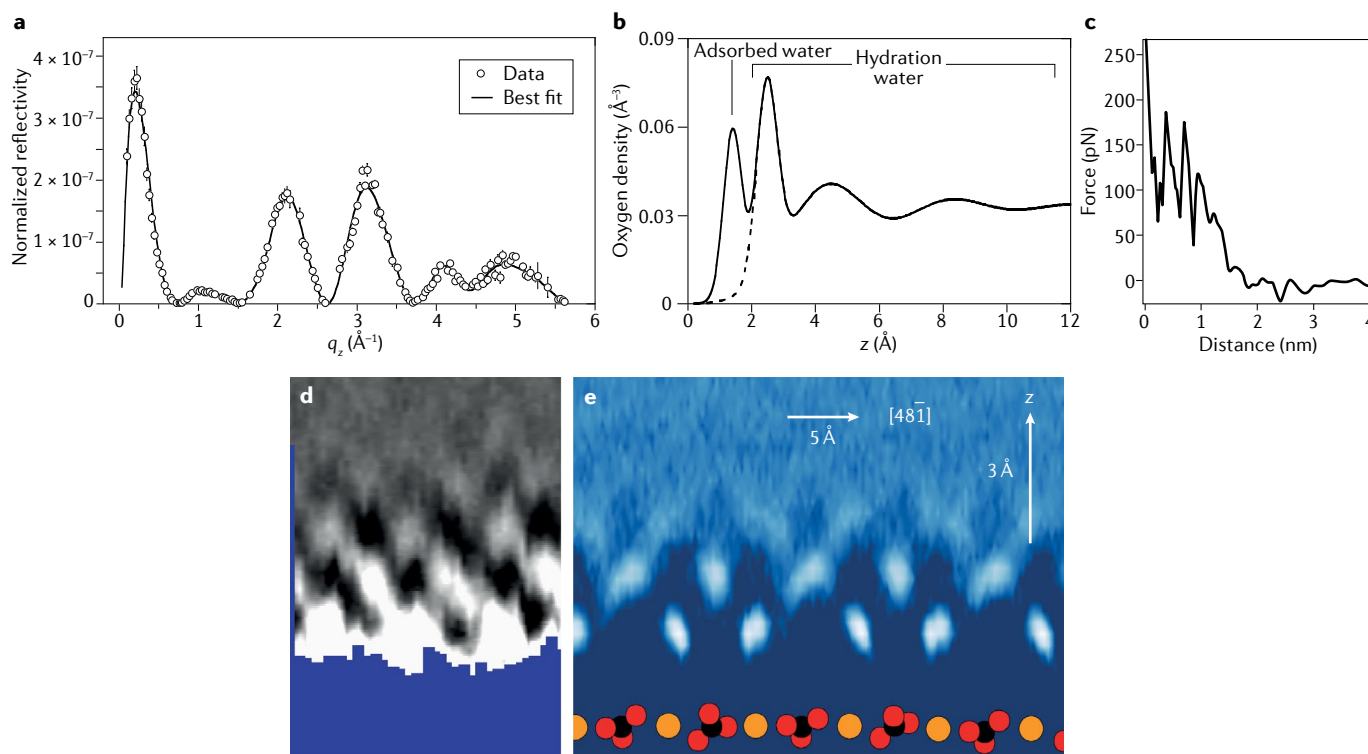 a
Normalized reflectivity
4 × 10⁻⁷
3 × 10⁻⁷
2 × 10⁻⁷
1 × 10⁻⁷
0
0 1 2 3 4 5 6
q_z (Å⁻¹)
Data
Best fit
b
Oxygen density (Å⁻³)
0.09
0.06
0.03
0
Adsorbed water
Hydration
water
0 2 4 6 8 10 12
z (Å)
c
Force (pN)
250
200
150
100
50
0
0 1 2 3 4
Distance (nm)
d
e
5 Å
[481̅]
z
3 Å